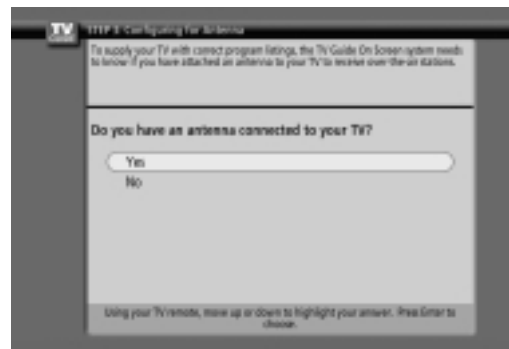 TV
STEP 3: Configuring for Antenna
To supply your TV with correct program listings, the TV Guide On Screen system needs
to know if you have attached an antenna to your TV to receive over-the-air stations.
Do you have an antenna connected to your TV?
Yes
No
Using your TV remote, move up or down to highlight your answer. Press Enter to
choose.